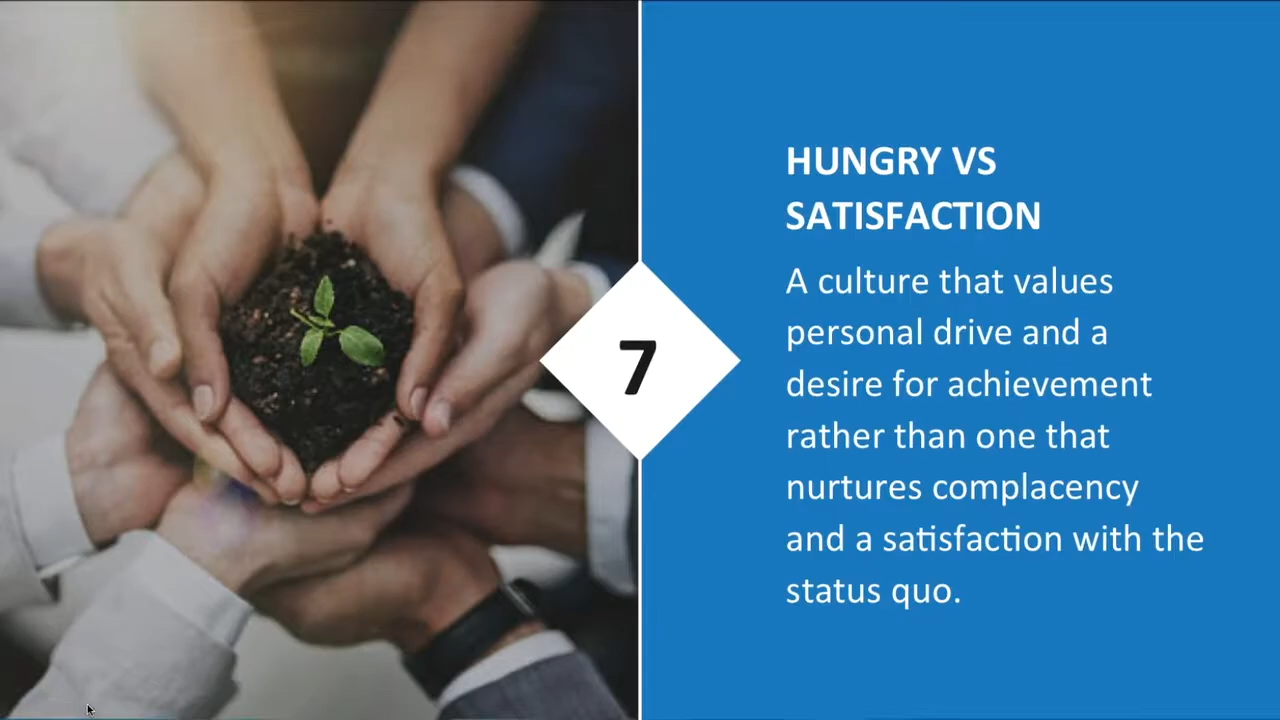 7
HUNGRY VS
SATISFACTION
A culture that values
personal drive and a
desire for achievement
rather than one that
nurtures complacency
and a satisfaction with the
status quo.